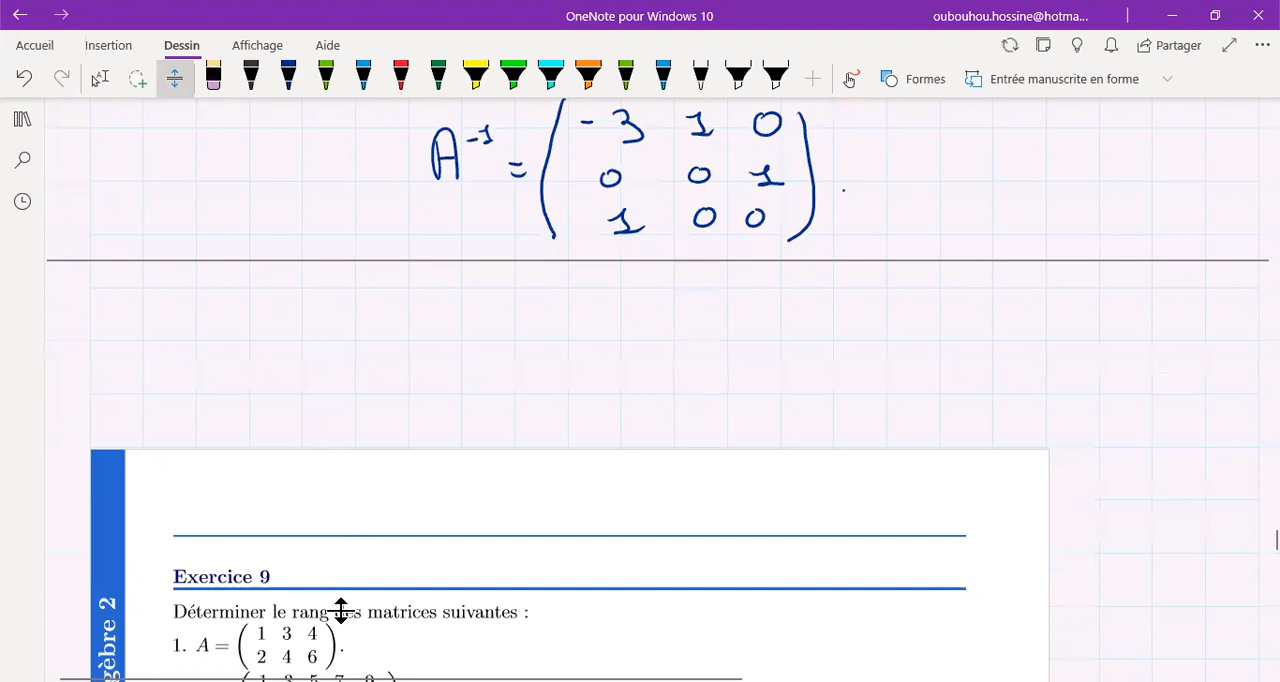 OneNote pour Windows 10
oubouhou.hossine@hotma...
Accueil Insertion Dessin Affichage Aide
Partager
Formes
Entrée manuscrite en forme
A⁻¹ = ( -3 1 0
0 0 1
1 0 0 )
Exercice 9
Déterminer le rang des matrices suivantes :
1. A = ( 1 3 4
2 4 6 ).
gèbre 2